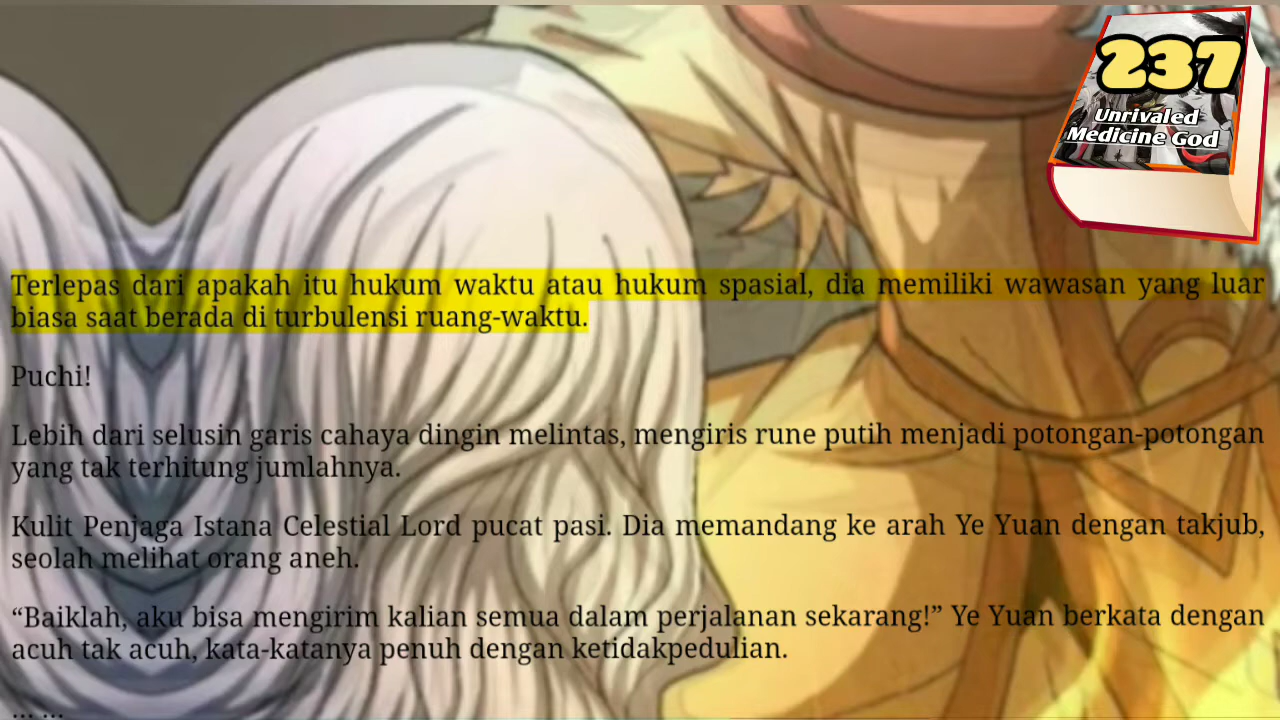 237
Unrivaled
Medicine God
Terlepas dari apakah itu hukum waktu atau hukum spasial, dia memiliki wawasan yang luar
biasa saat berada di turbulensi ruang-waktu.
Puchi!
Lebih dari selusin garis cahaya dingin melintas, mengiris rune putih menjadi potongan-potongan
yang tak terhitung jumlahnya.
Kulit Penjaga Istana Celestial Lord pucat pasi. Dia memandang ke arah Ye Yuan dengan takjub,
seolah melihat orang aneh.
“Baiklah, aku bisa mengirim kalian semua dalam perjalanan sekarang!” Ye Yuan berkata dengan
acuh tak acuh, kata-katanya penuh dengan ketidakpedulian.
... ...